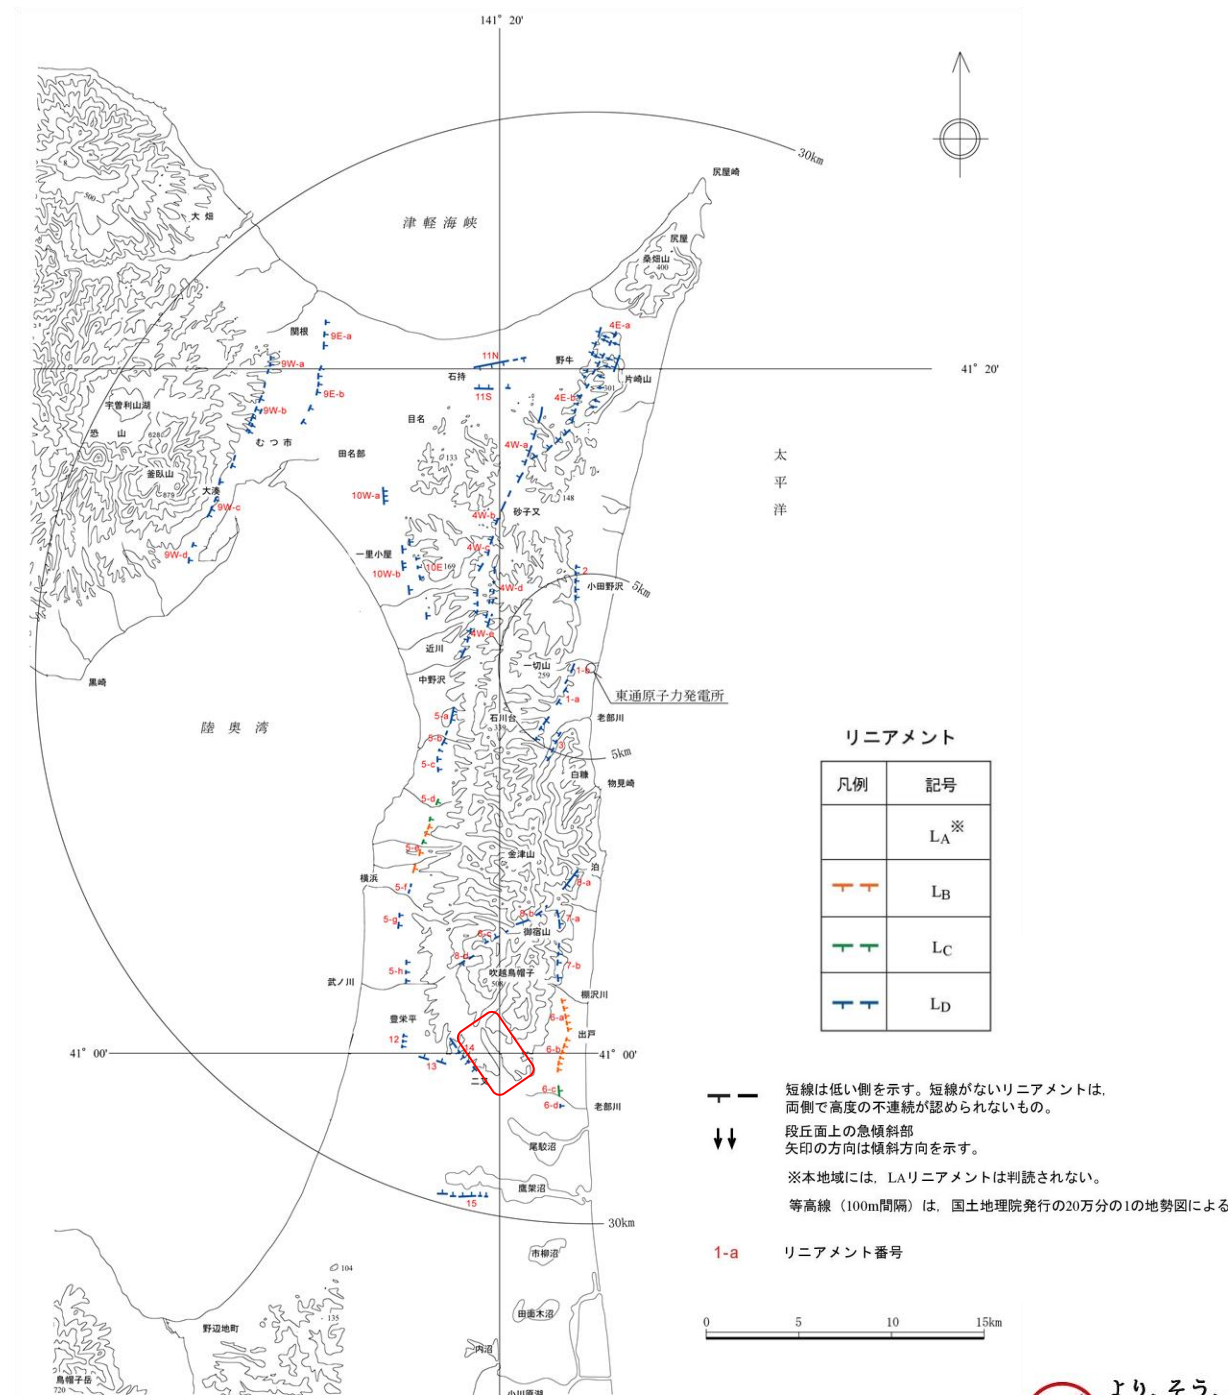 141° 20′
30km
尻屋崎
津軽海峡
大畑
500
尻屋
桑畑山
400
関根
9E-a
4E-a
11N
野牛
9W-a
石持
41° 20′
片崎山
301
11S
9E-b
4E-b
宇曽利山湖
9W-b
目名
恐山
628
むつ市
4W-a
田名部
133
太平洋
釜臥山
879
大湊
10W-a
148
9W-c
4W-b
砂子又
9W-d
一里小屋
4W-c
10W-b
10E
169
2
小田野沢
5km
4W-d
4W-e
近川
一切山
259
1-b
中野沢
黒崎
1-a
東通原子力発電所
5-a
石川台
老部川
陸奥湾
5-b
3
5km
5-c
白糠
物見崎
5-d
5-e
金津山
泊
横浜
5-f
8-a
8-b
7-a
5-g
8-c
御宿山
8-d
7-b
5-h
吹越烏帽子
508
武ノ川
棚沢川
豊栄平
6-a
出戸
12
14
6-b
41° 00′
41° 00′
13
二又
6-c
6-d
老部川
尾駮沼
鷹架沼
15
30km
市柳沼
104
田面木沼
135
野辺地町
内沼
烏帽子岳
720
小川原湖
リニアメント
凡例 記号
LA※
LB
LC
LD
短線は低い側を示す。短線がないリニアメントは,
両側で高度の不連続が認められないもの。
段丘面上の急傾斜部
矢印の方向は傾斜方向を示す。
※本地域には, LAリニアメントは判読されない。
等高線（100m間隔）は, 国土地理院発行の20万分の1の地勢図による
1-a リニアメント番号
0 5 10 15km
より、そう、